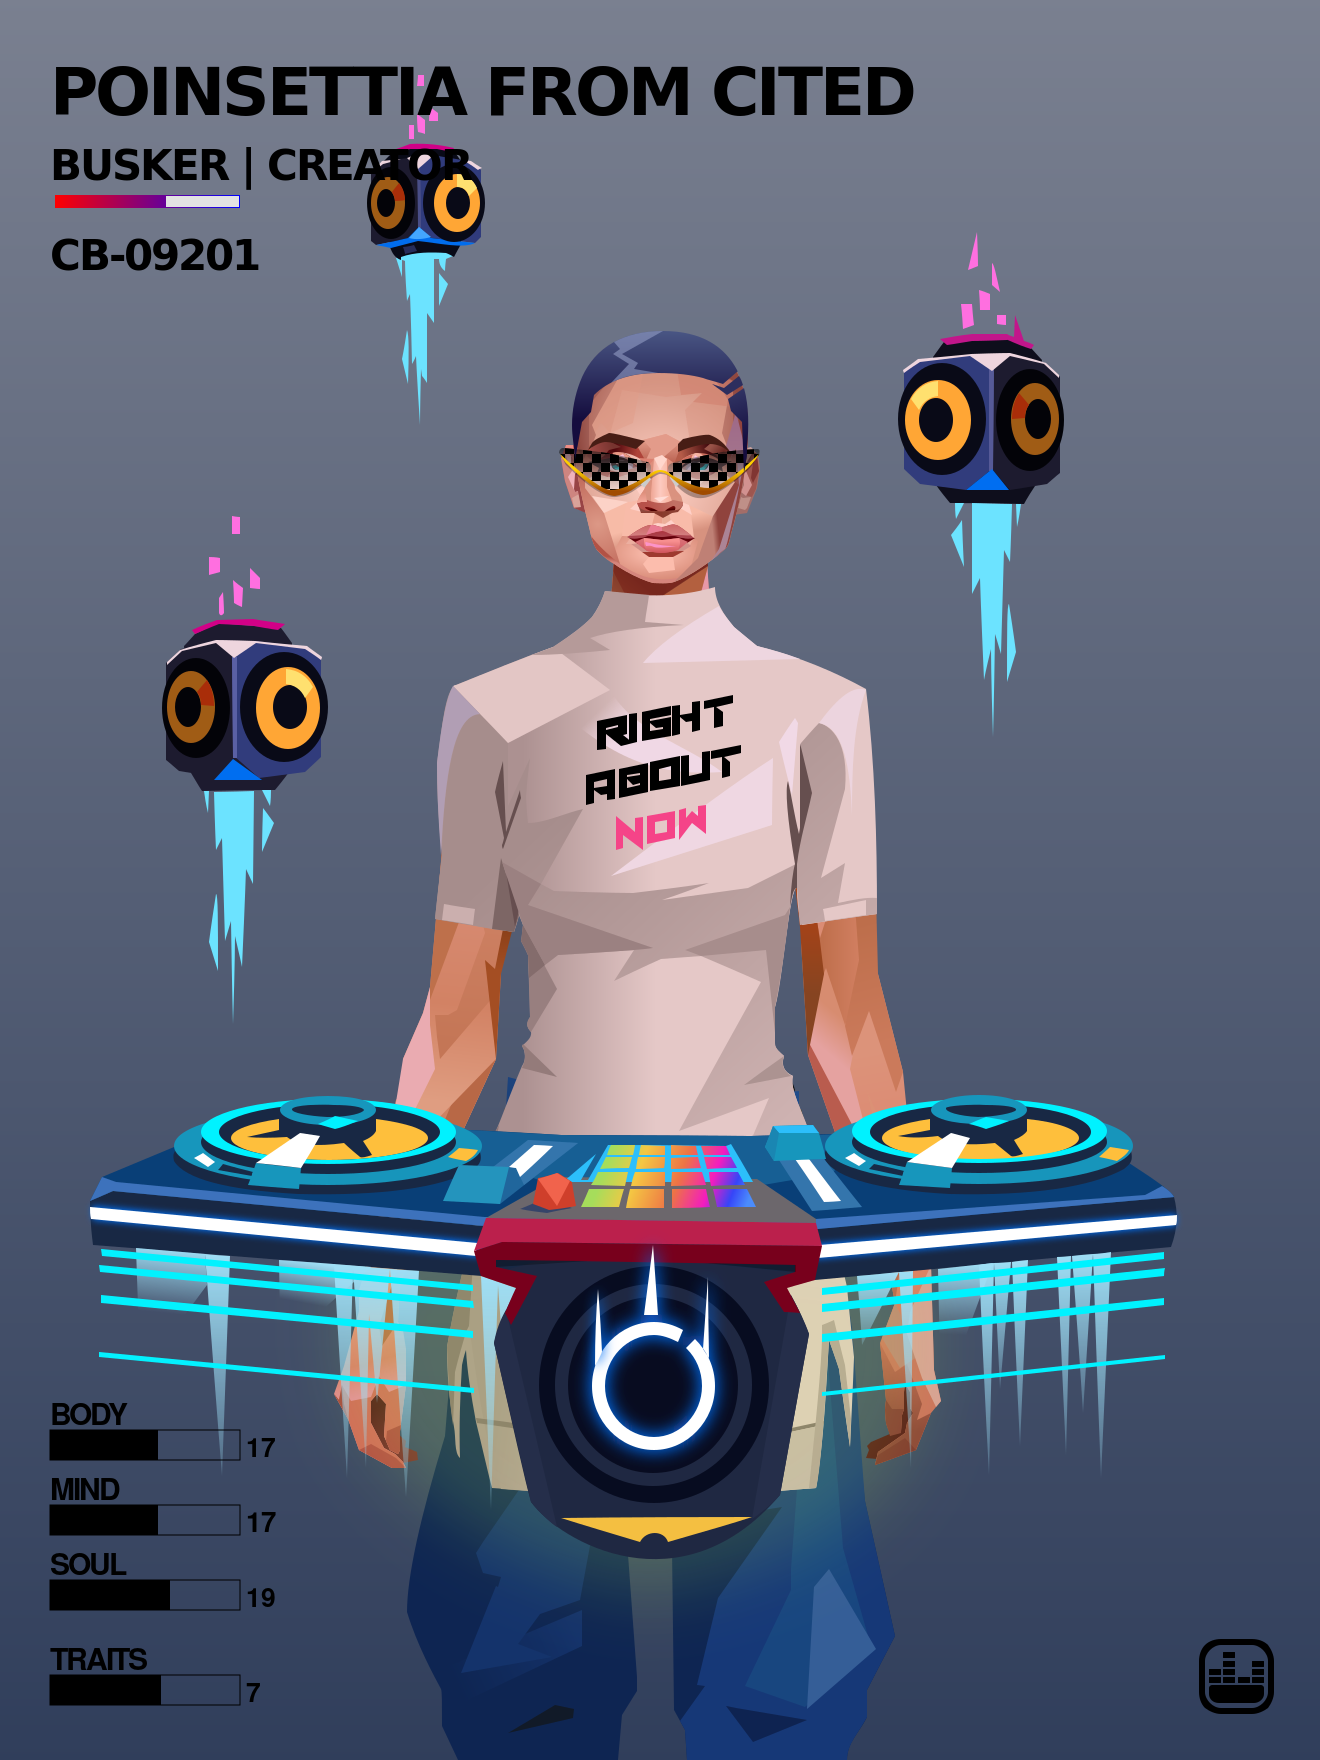 POINSETTIA FROM CITED
BUSKER | CREATOR
CB-09201
RIGHT
ABOUT
NOW
BODY
17
MIND
17
SOUL
19
TRAITS
7